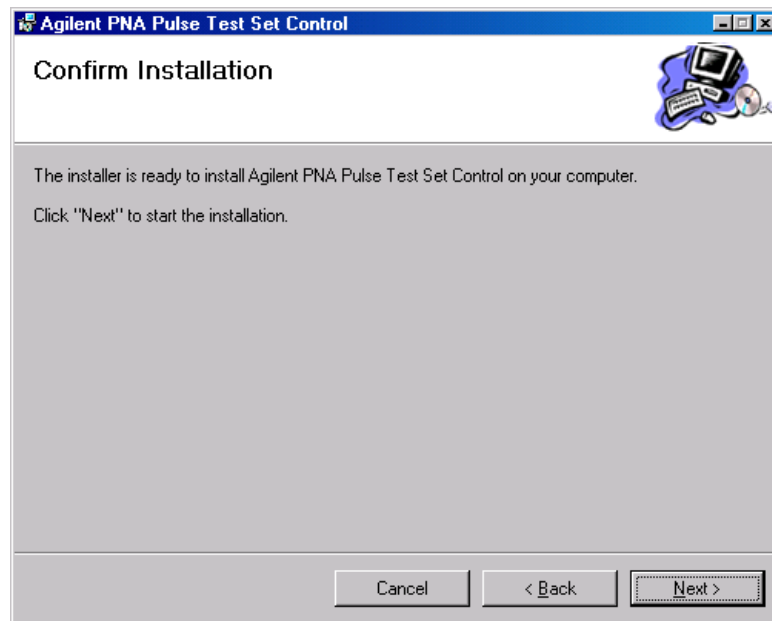 Agilent PNA Pulse Test Set Control
Confirm Installation
The installer is ready to install Agilent PNA Pulse Test Set Control on your computer.
Click "Next" to start the installation.
Cancel
< Back
Next >